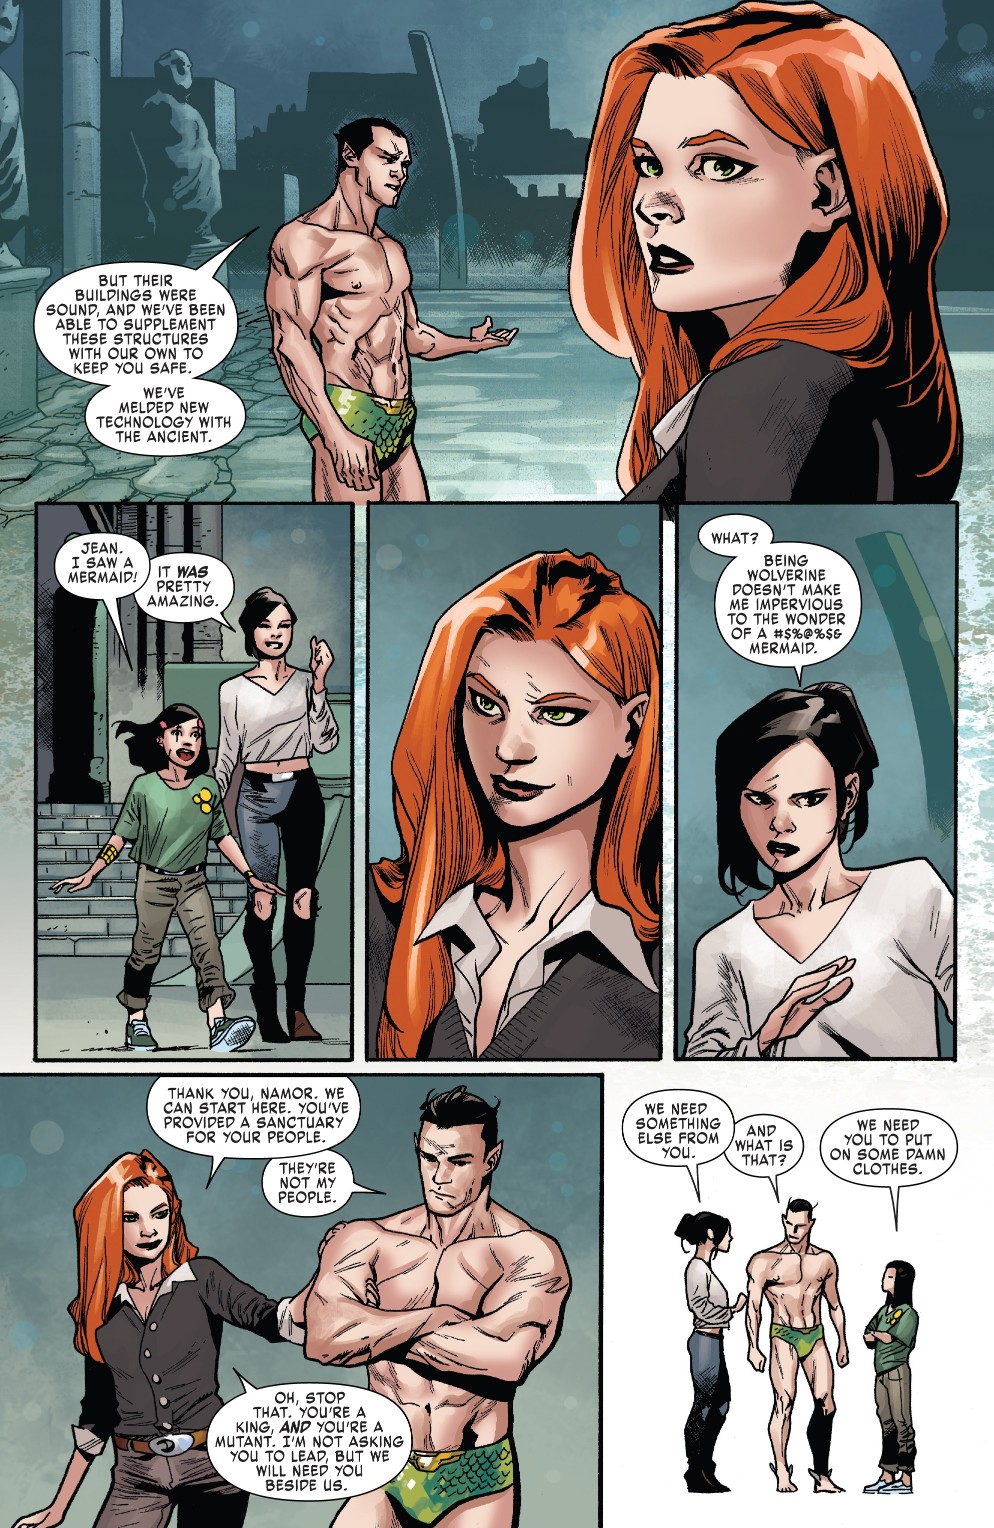 BUT THEIR
BUILDINGS WERE
SOUND, AND WE'VE BEEN
ABLE TO SUPPLEMENT
THESE STRUCTURES
WITH OUR OWN TO
KEEP YOU SAFE.
WE'VE
MELDED NEW
TECHNOLOGY WITH
THE ANCIENT.
JEAN.
I SAW A
MERMAID!
IT WAS
PRETTY
AMAZING.
WHAT?
BEING
WOLVERINE
DOESN'T MAKE
ME IMPERVIOUS
TO THE WONDER
OF A #$%@%$&
MERMAID.
THANK YOU, NAMOR. WE
CAN START HERE. YOU'VE
PROVIDED A SANCTUARY
FOR YOUR PEOPLE.
THEY'RE
NOT MY
PEOPLE.
OH, STOP
THAT. YOU'RE A
KING, AND YOU'RE A
MUTANT. I'M NOT ASKING
YOU TO LEAD, BUT WE
WILL NEED YOU
BESIDE US.
WE NEED
SOMETHING
ELSE FROM
YOU.
AND
WHAT IS
THAT?
WE NEED
YOU TO PUT
ON SOME DAMN
CLOTHES.